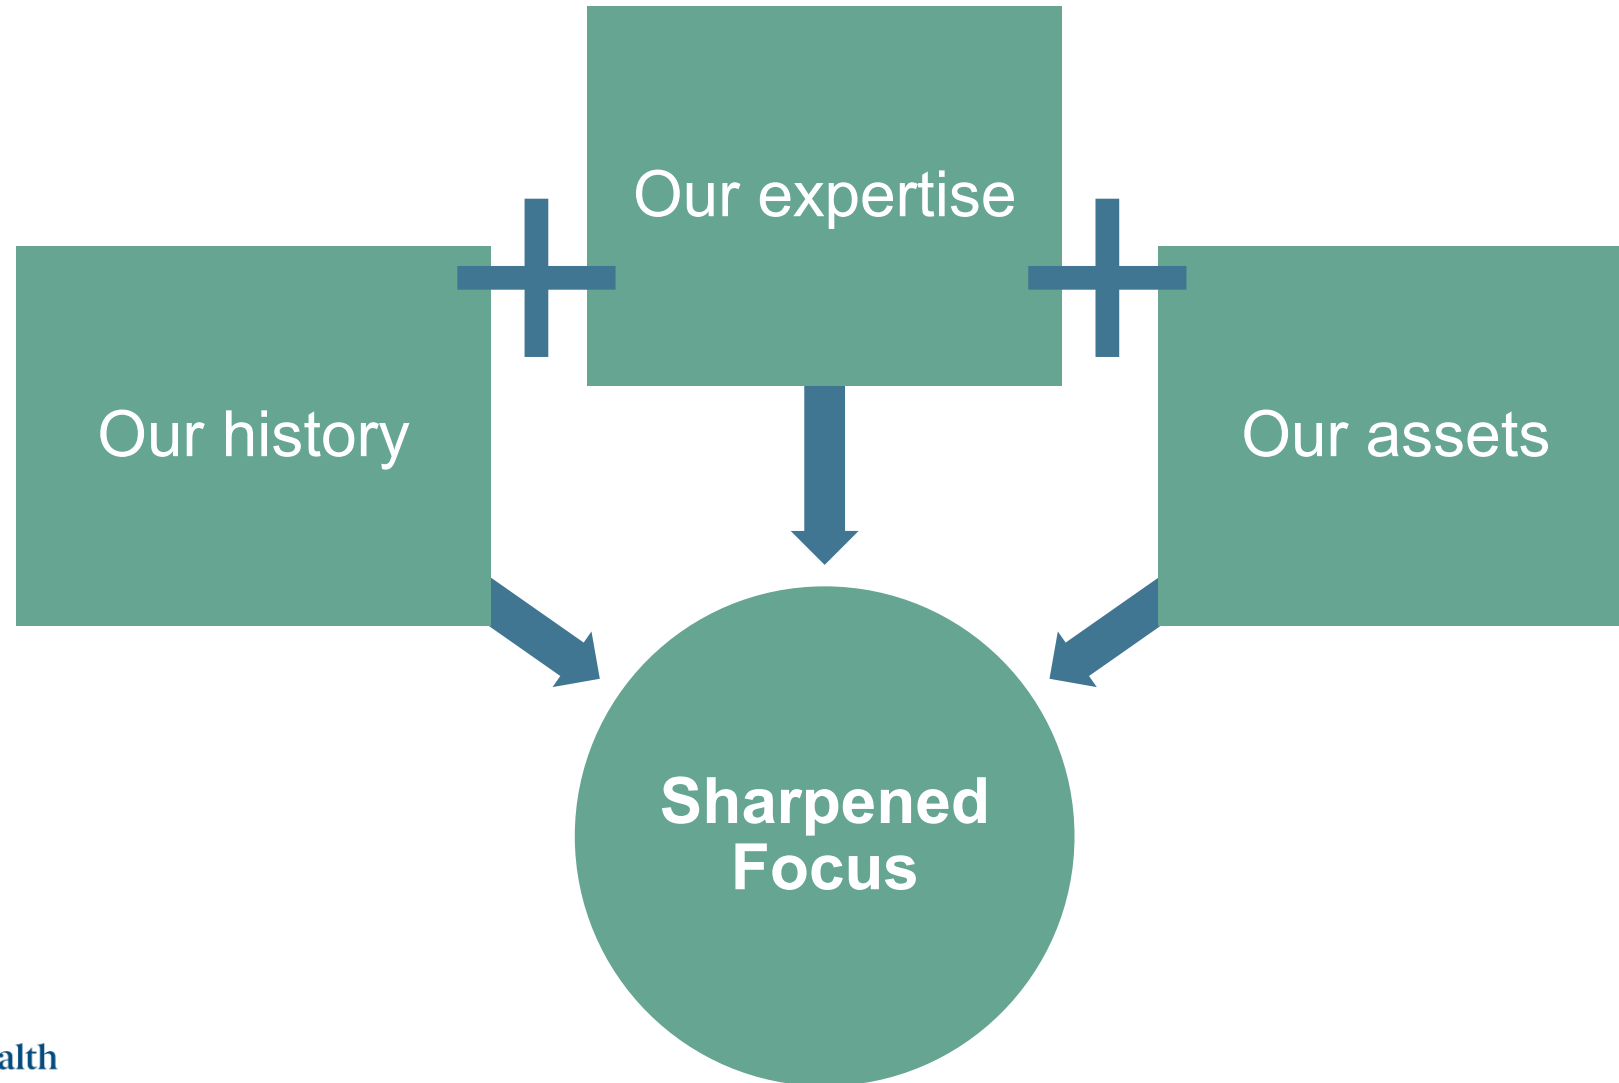 Our expertise
Our history
Our assets
Sharpened
Focus
alth